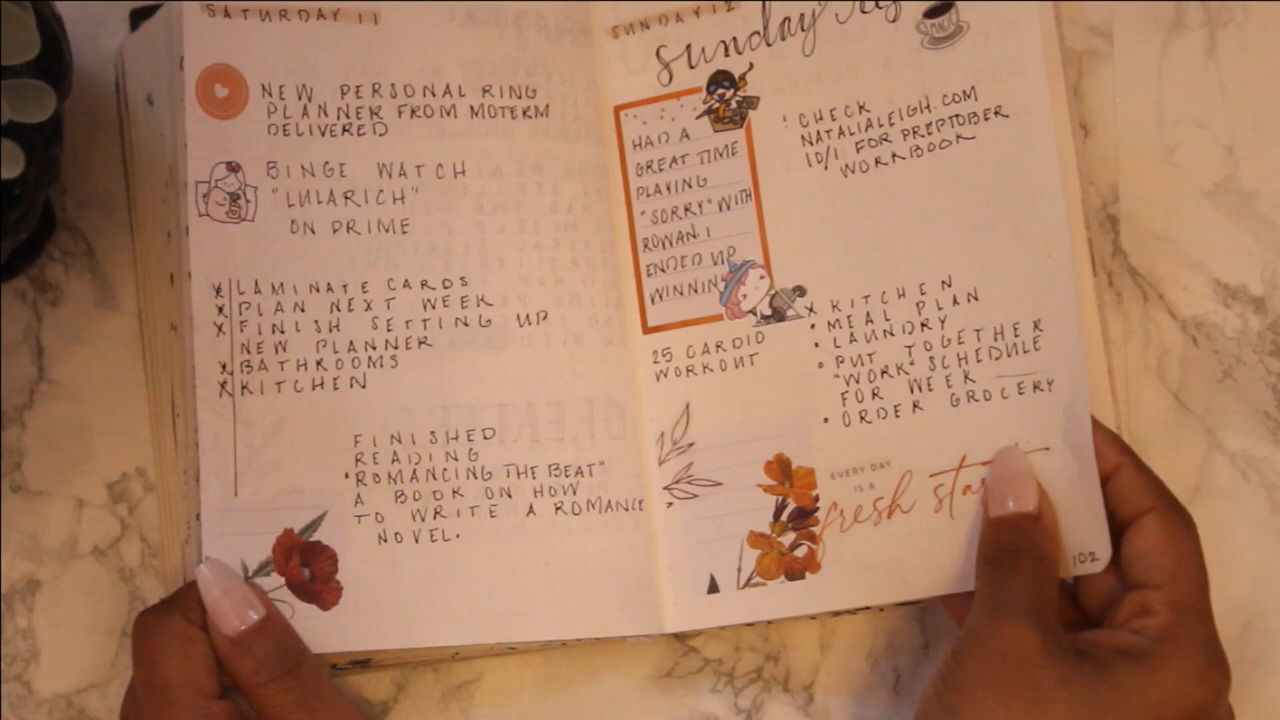 SATURDAY 11
NEW PERSONAL RING
PLANNER FROM MOTERM
DELIVERED
BINGE WATCH
"LULARICH"
ON PRIME
X LAMINATE CARDS
X PLAN NEXT WEEK
X FINISH SETTING UP
NEW PLANNER
X BATHROOMS
X KITCHEN
FINISHED
READING
"ROMANCING THE BEAT"
A BOOK ON HOW
TO WRITE A ROMANCE
NOVEL.
SUNDAY 12
sunday
MAGIC
HAD A
GREAT TIME
PLAYING
"SORRY" WITH
ROWAN. I
ENDED UP
WINNIN
25 CARDIO
WORKOUT
! CHECK
NATALIALEIGH.COM
10/1 FOR PREPTOBER
WORKBOOK
X KITCHEN
• MEAL PLAN
• LAUNDRY
• PUT TOGETHER
"WORK" SCHEDULE
FOR WEEK
• ORDER GROCERY
EVERY DAY
IS A
fresh
102